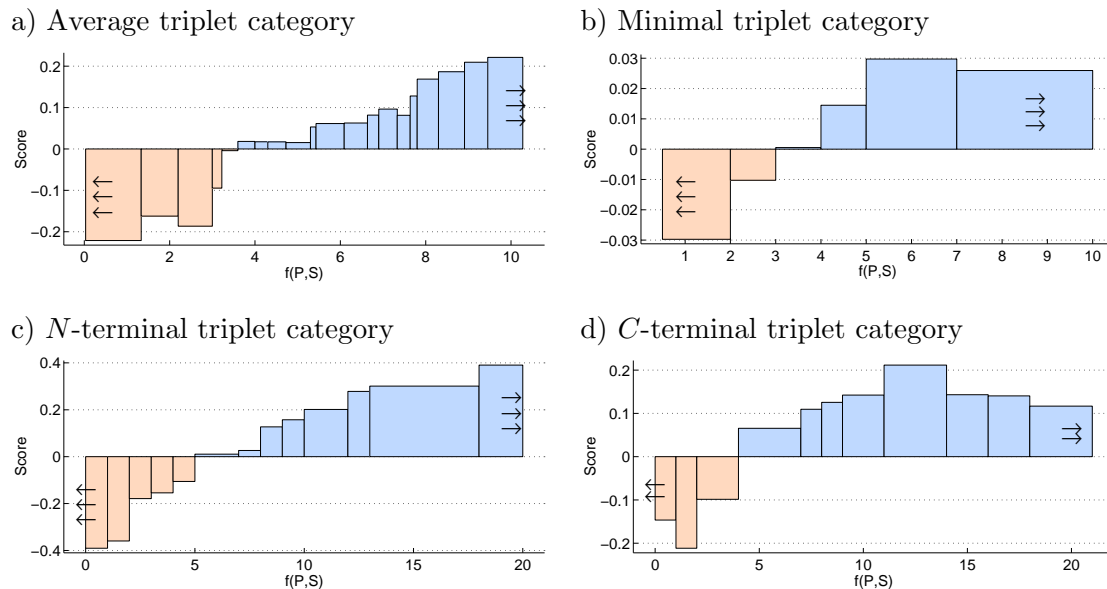 a) Average triplet category
0.2
0.1
0
−0.1
−0.2
Score
0 2 4 6 8 10
f(P,S)
b) Minimal triplet category
0.03
0.02
0.01
0
−0.01
−0.02
−0.03
Score
1 2 3 4 5 6 7 8 9 10
f(P,S)
c) N-terminal triplet category
0.4
0.2
0
−0.2
−0.4
Score
0 5 10 15 20
f(P,S)
d) C-terminal triplet category
0.2
0.1
0
−0.1
−0.2
Score
0 5 10 15 20
f(P,S)